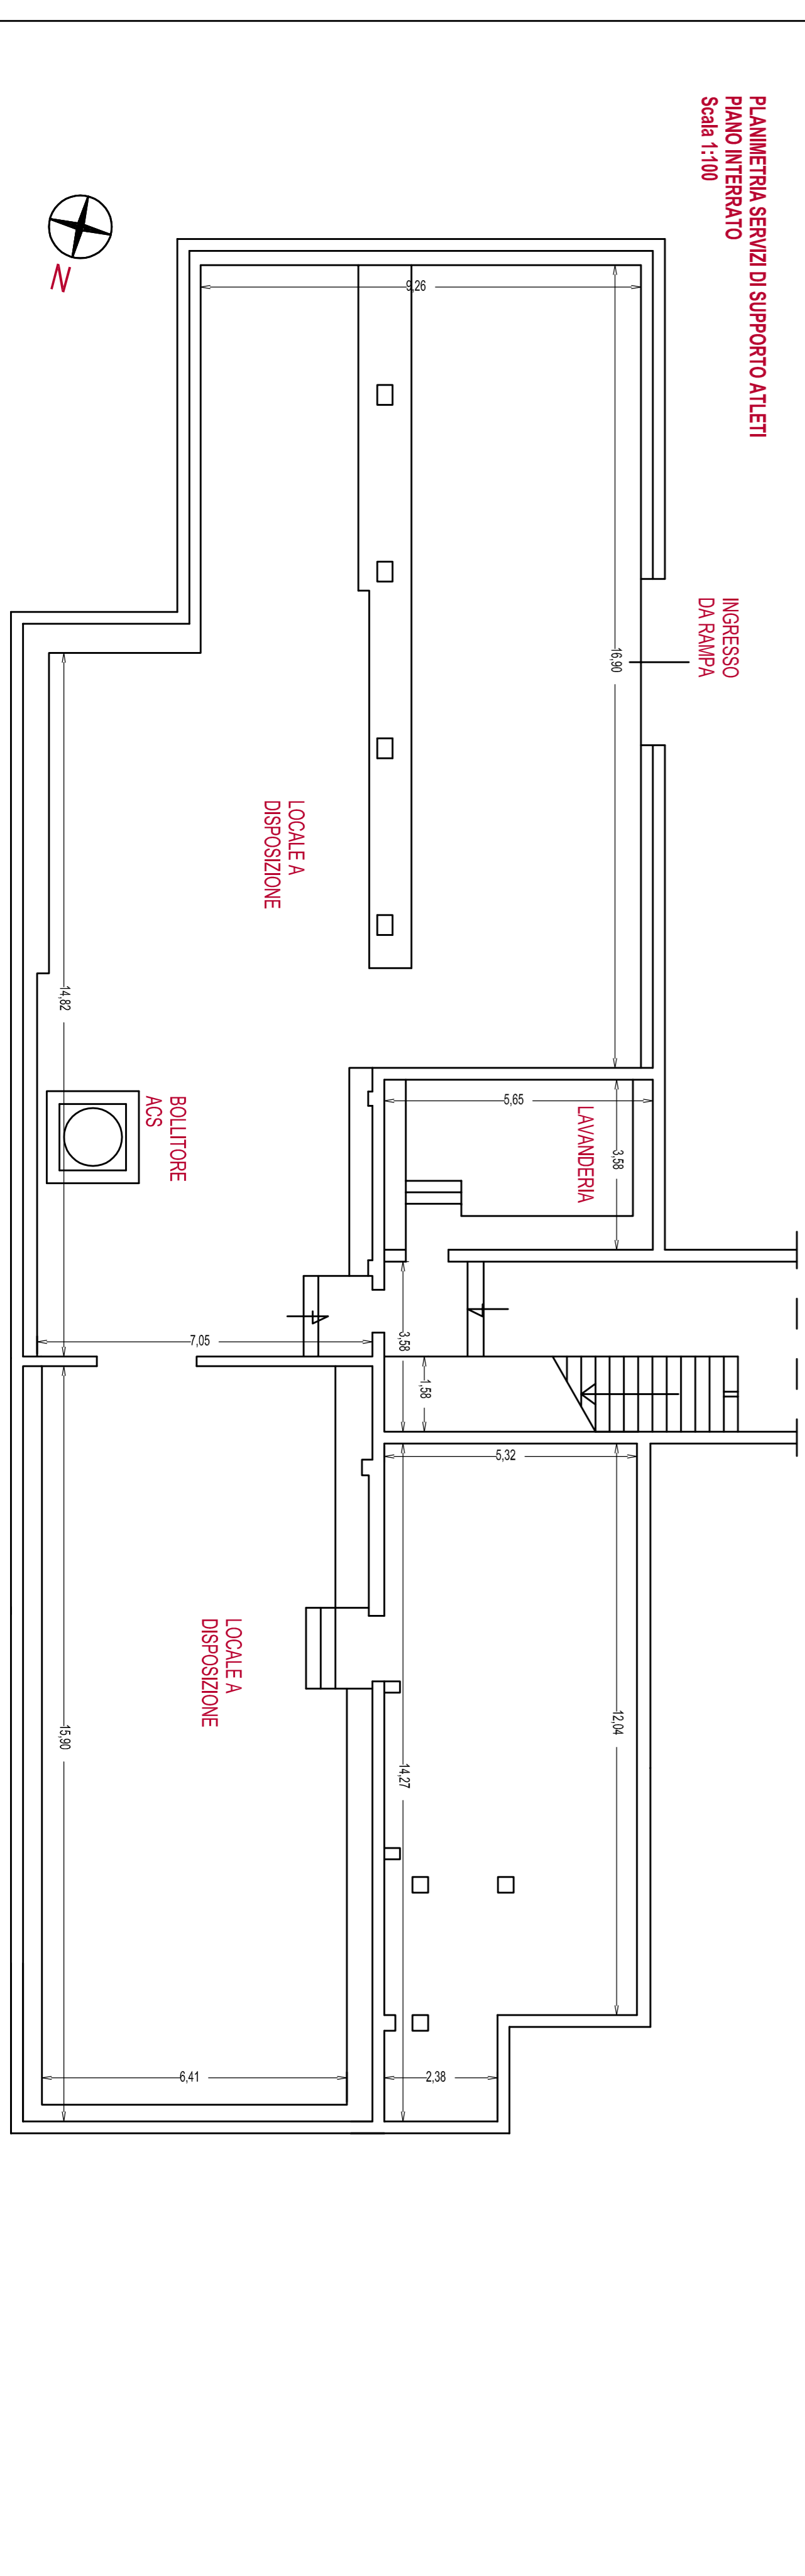 PLANIMETRIA SERVIZI DI SUPPORTO ATLETI
PIANO INTERRATO
Scala 1:100
N
9,26
16,90
INGRESSO
DA RAMPA
LOCALE A
DISPOSIZIONE
14,82
BOLLITORE
ACS
5,65
3,58
LAVANDERIA
7,05
3,58
1,58
5,32
LOCALE A
DISPOSIZIONE
15,90
12,04
14,27
6,41
2,38